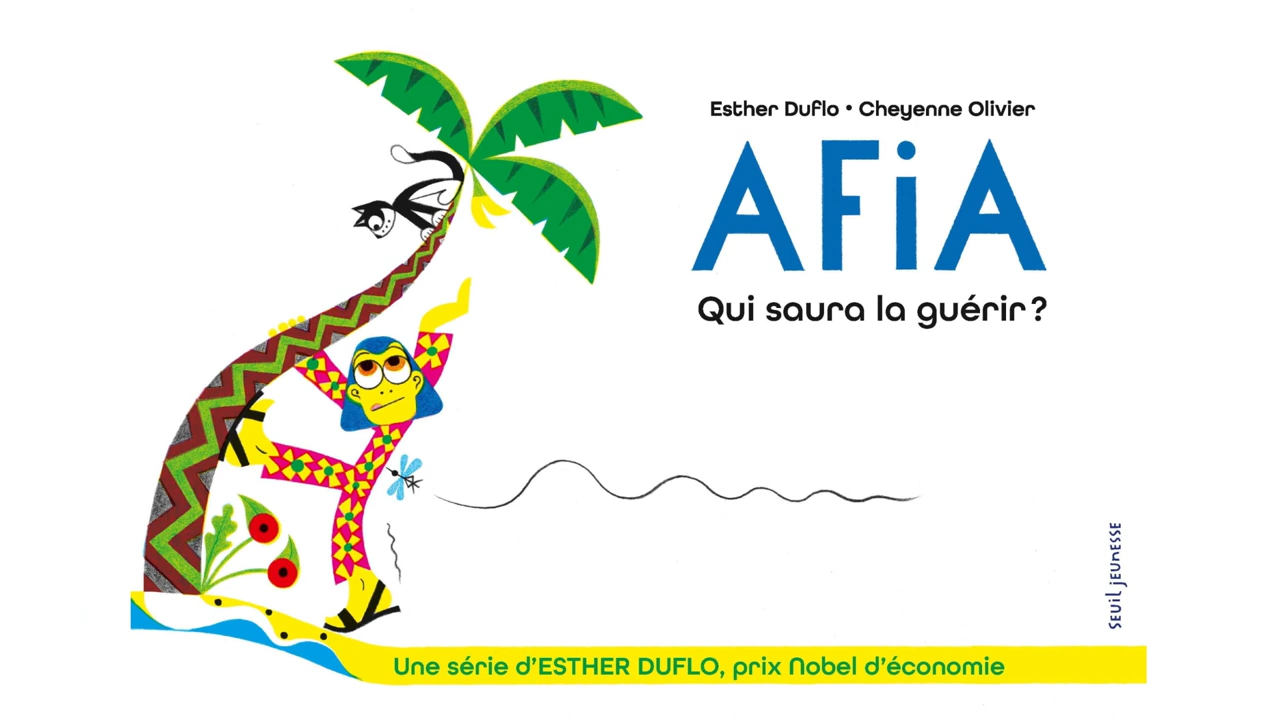 Esther Duflo • Cheyenne Olivier
AFiA
Qui saura la guérir ?
SEUIL jEUnESSE
Une série d'ESTHER DUFLO, prix Nobel d'économie